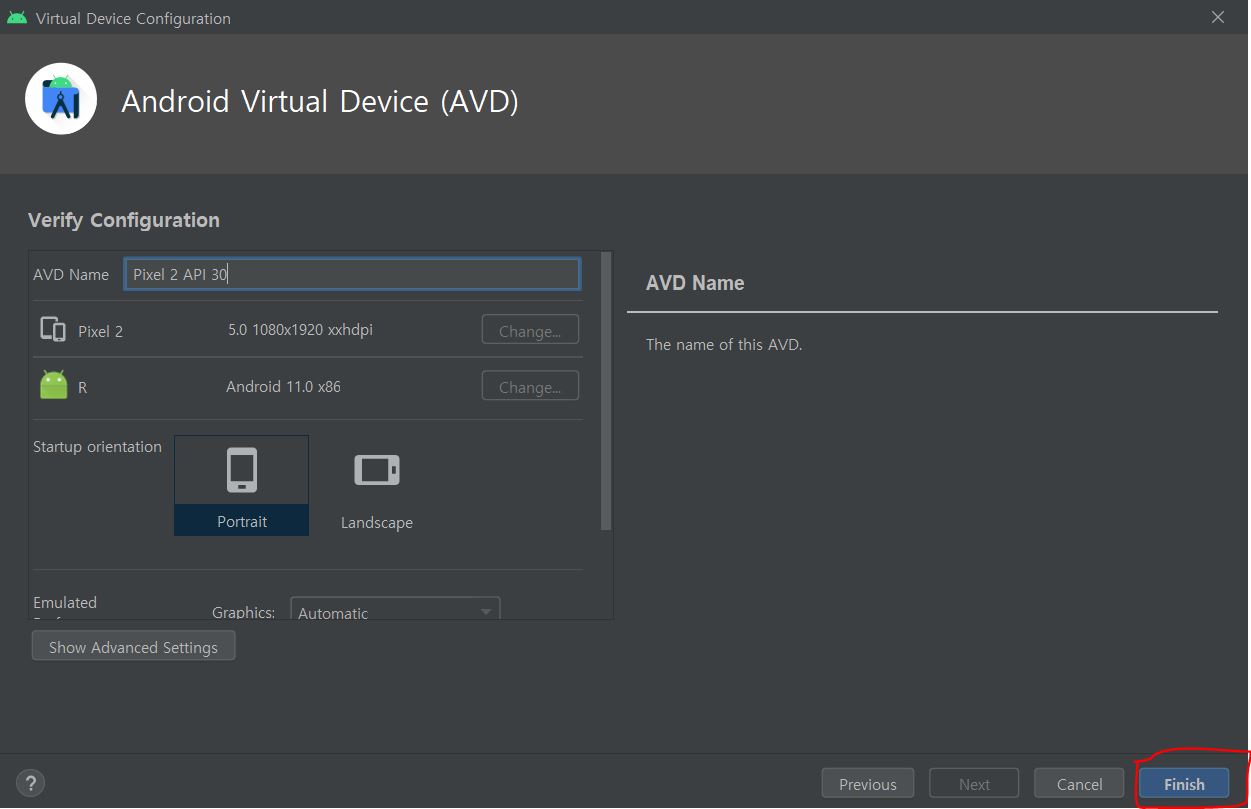 Virtual Device Configuration
Android Virtual Device (AVD)
Verify Configuration
AVD Name Pixel 2 API 30
Pixel 2 5.0 1080x1920 xxhdpi Change...
R Android 11.0 x86 Change...
Startup orientation
Portrait Landscape
Emulated
Graphics: Automatic
Show Advanced Settings
AVD Name
The name of this AVD.
? Previous Next Cancel Finish